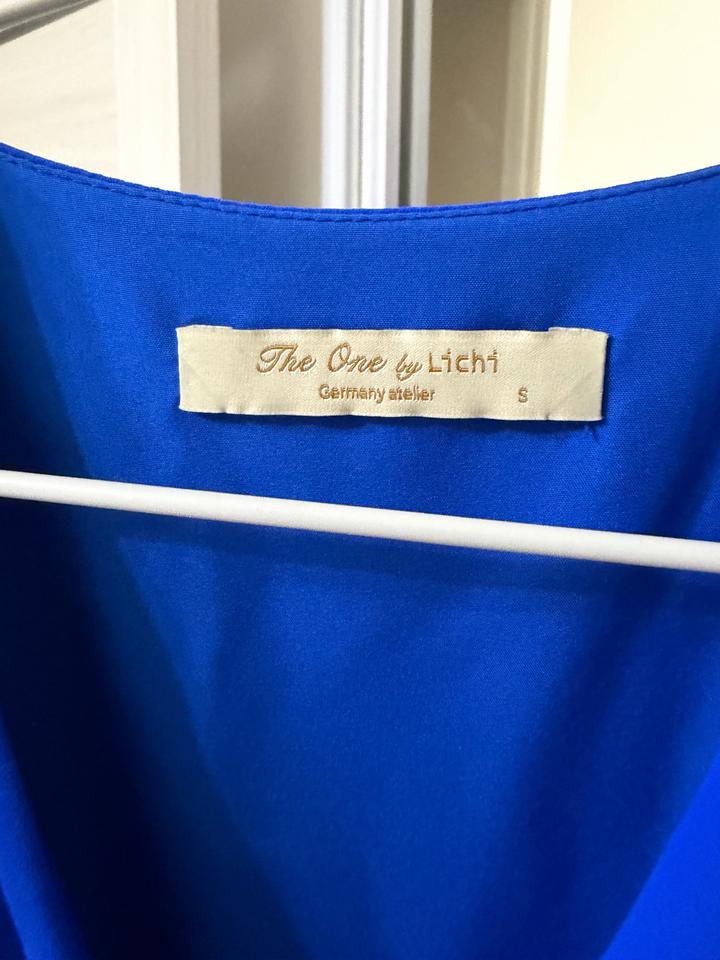 The One by Lichi
Germany atelier S